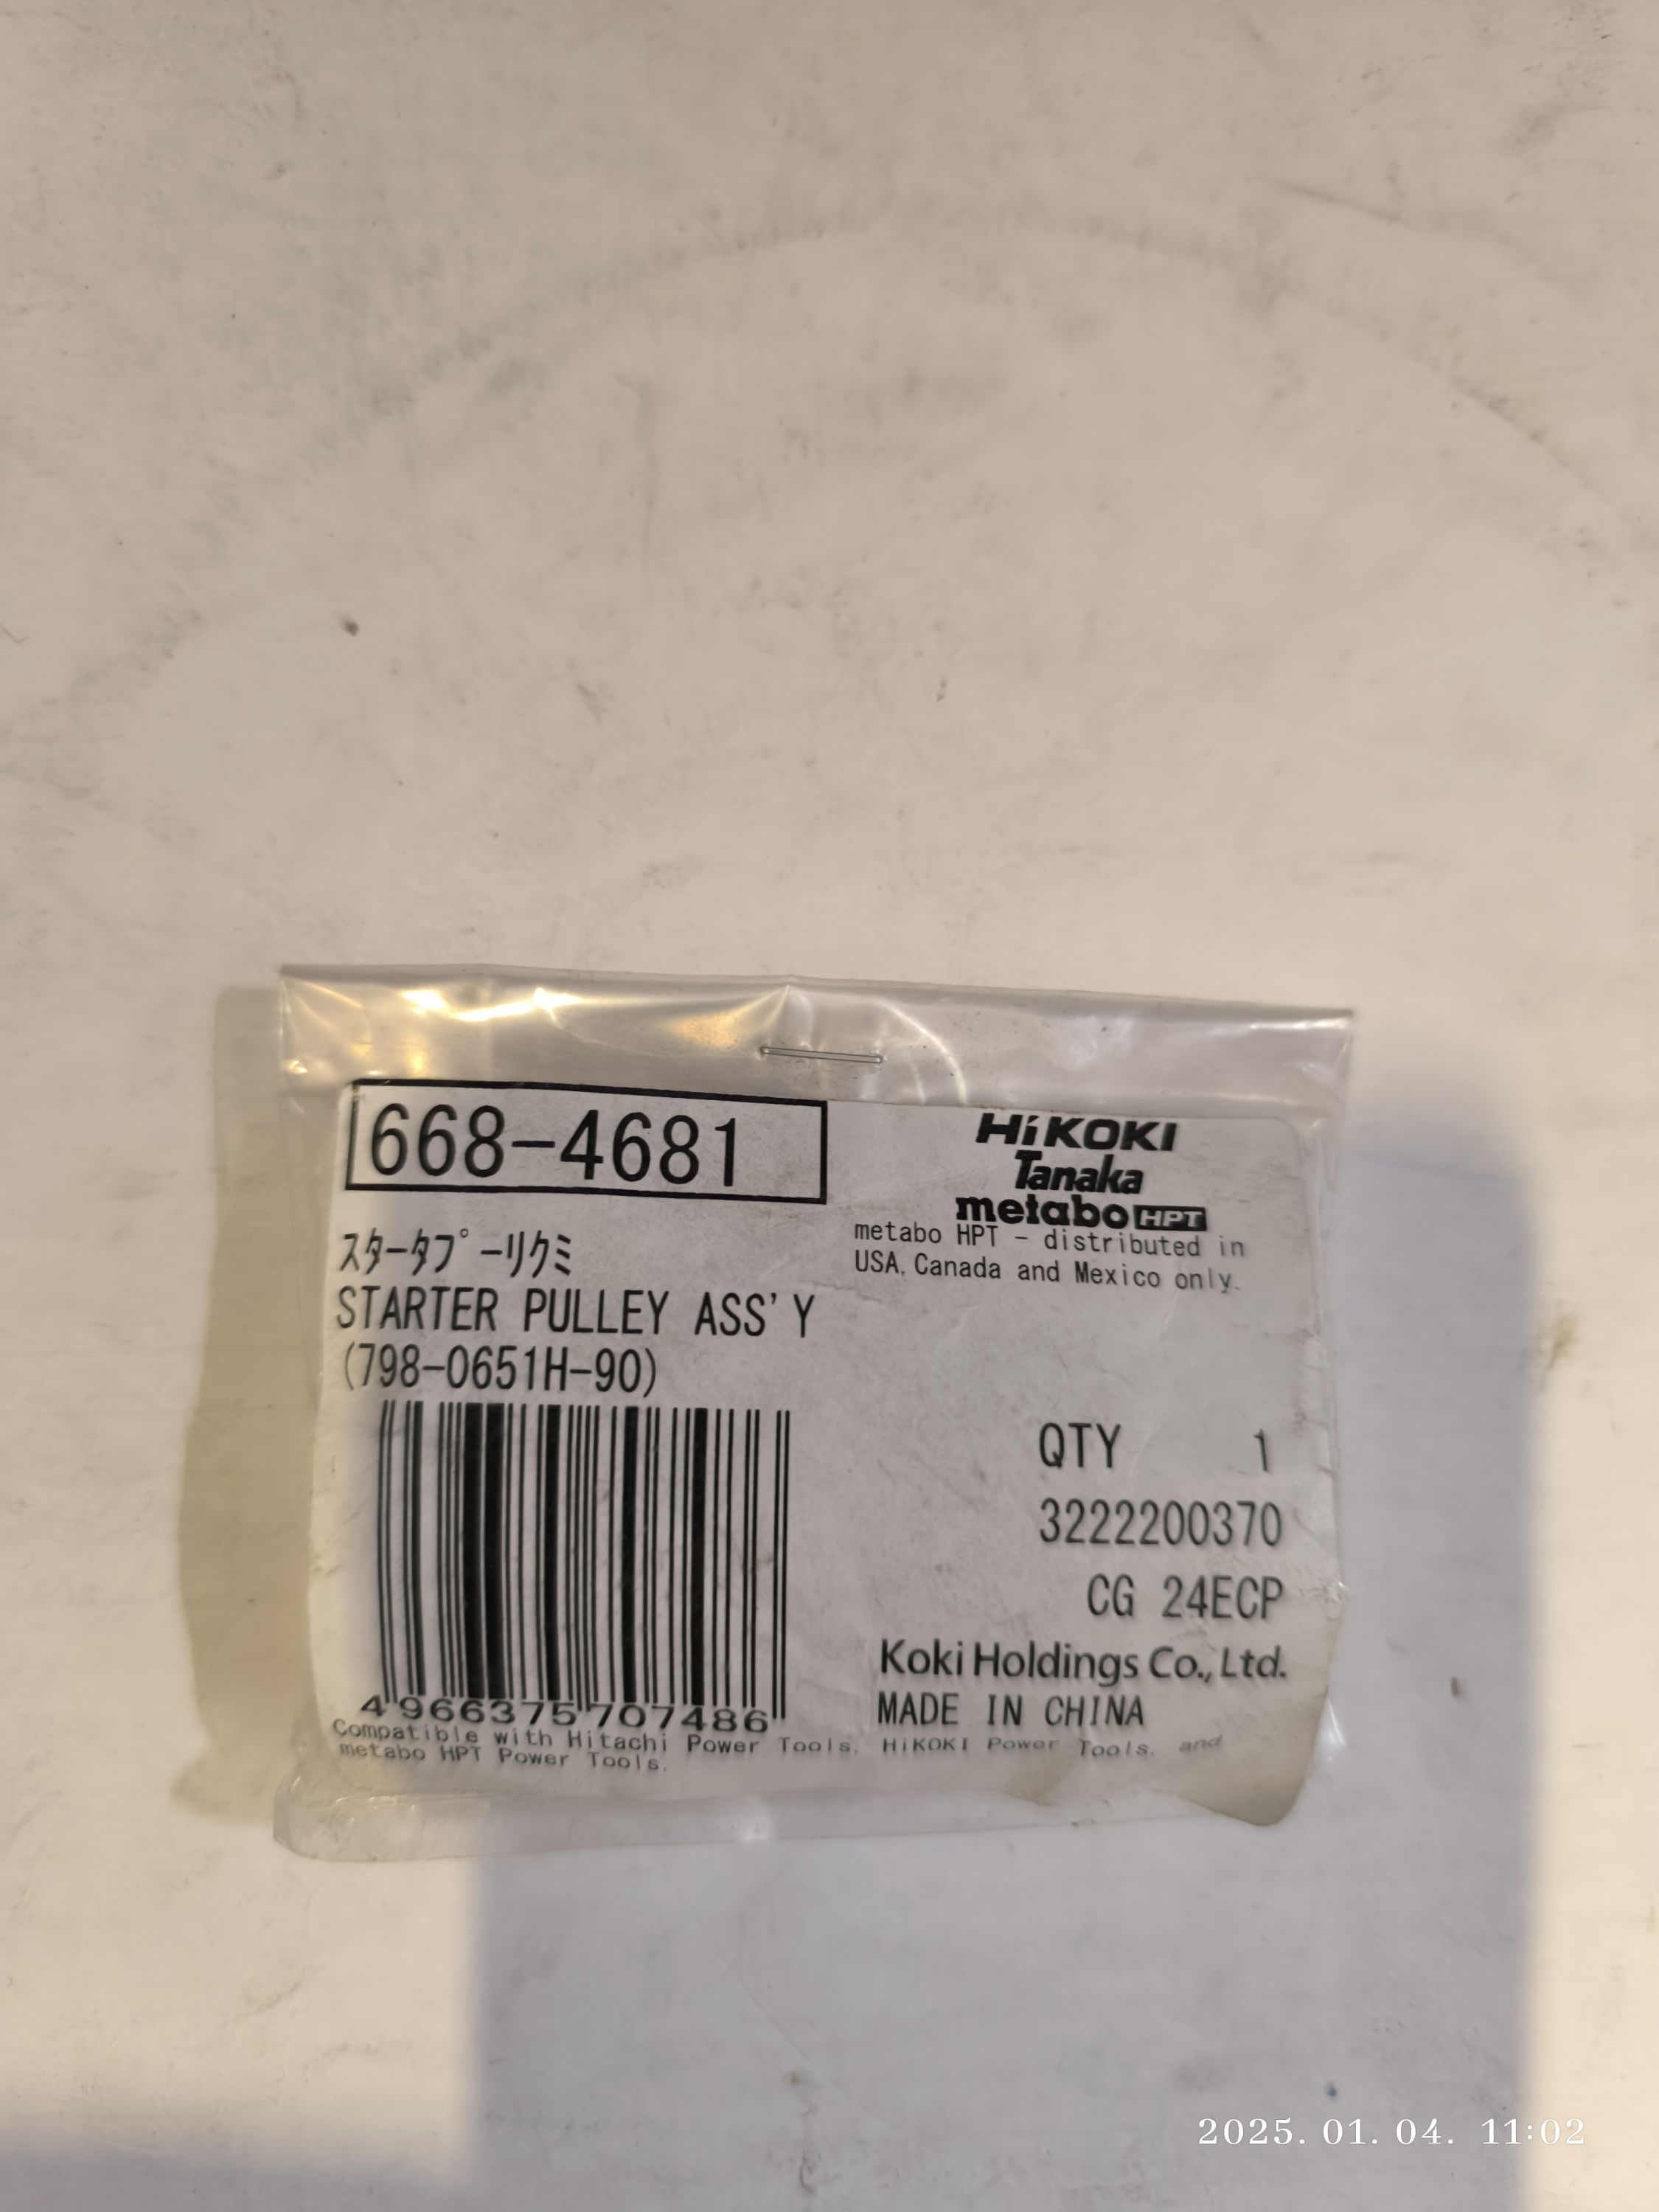 668-4681
HiKOKI
Tanaka
metabo HPT
metabo HPT - distributed in
USA, Canada and Mexico only.
ｽﾀｰﾀﾌﾟｰﾘｸﾐ
STARTER PULLEY ASS'Y
(798-0651H-90)
QTY 1
3222200370
CG 24ECP
Koki Holdings Co., Ltd.
MADE IN CHINA
4966375707486
Compatible with Hitachi Power Tools, HiKOKI Power Tools, and
metabo HPT Power Tools.
2025. 01. 04. 11:02